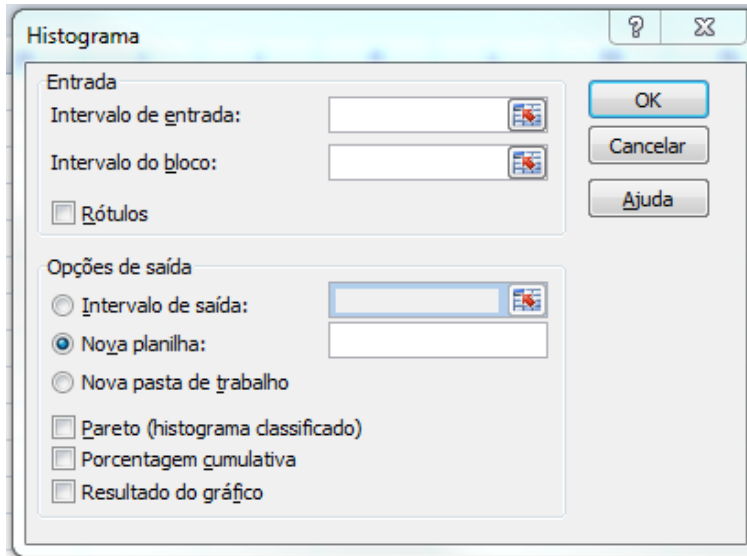 Histograma
Entrada
Intervalo de entrada:
Intervalo do bloco:
Rótulos
OK
Cancelar
Ajuda
Opções de saída
Intervalo de saída:
Nova planilha:
Nova pasta de trabalho
Pareto (histograma classificado)
Porcentagem cumulativa
Resultado do gráfico